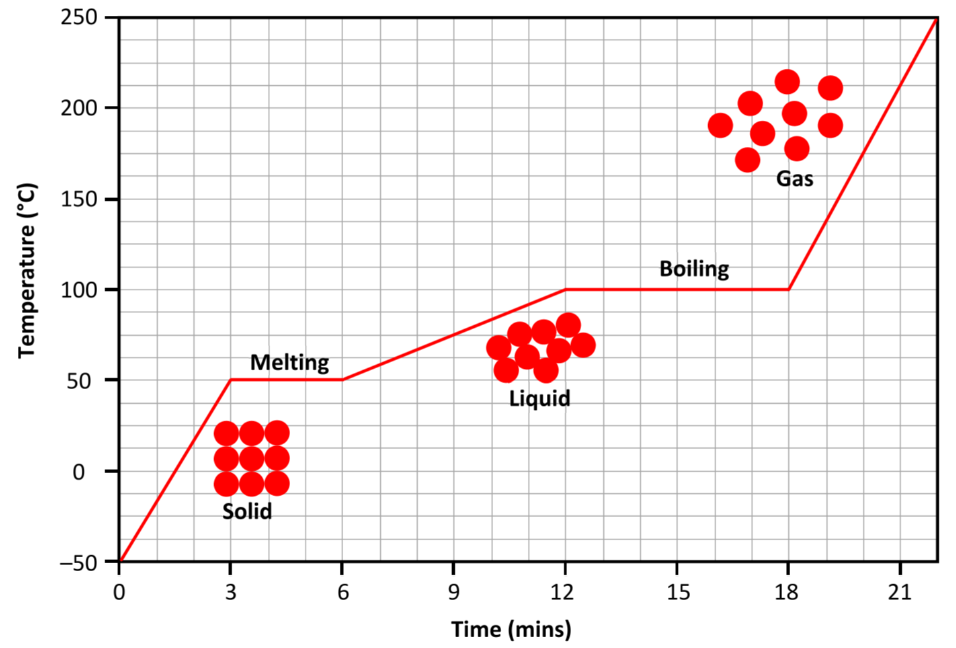 250
200
150
100
50
0
–50
Temperature (°C)
Gas
Boiling
Melting
Liquid
Solid
0 3 6 9 12 15 18 21
Time (mins)